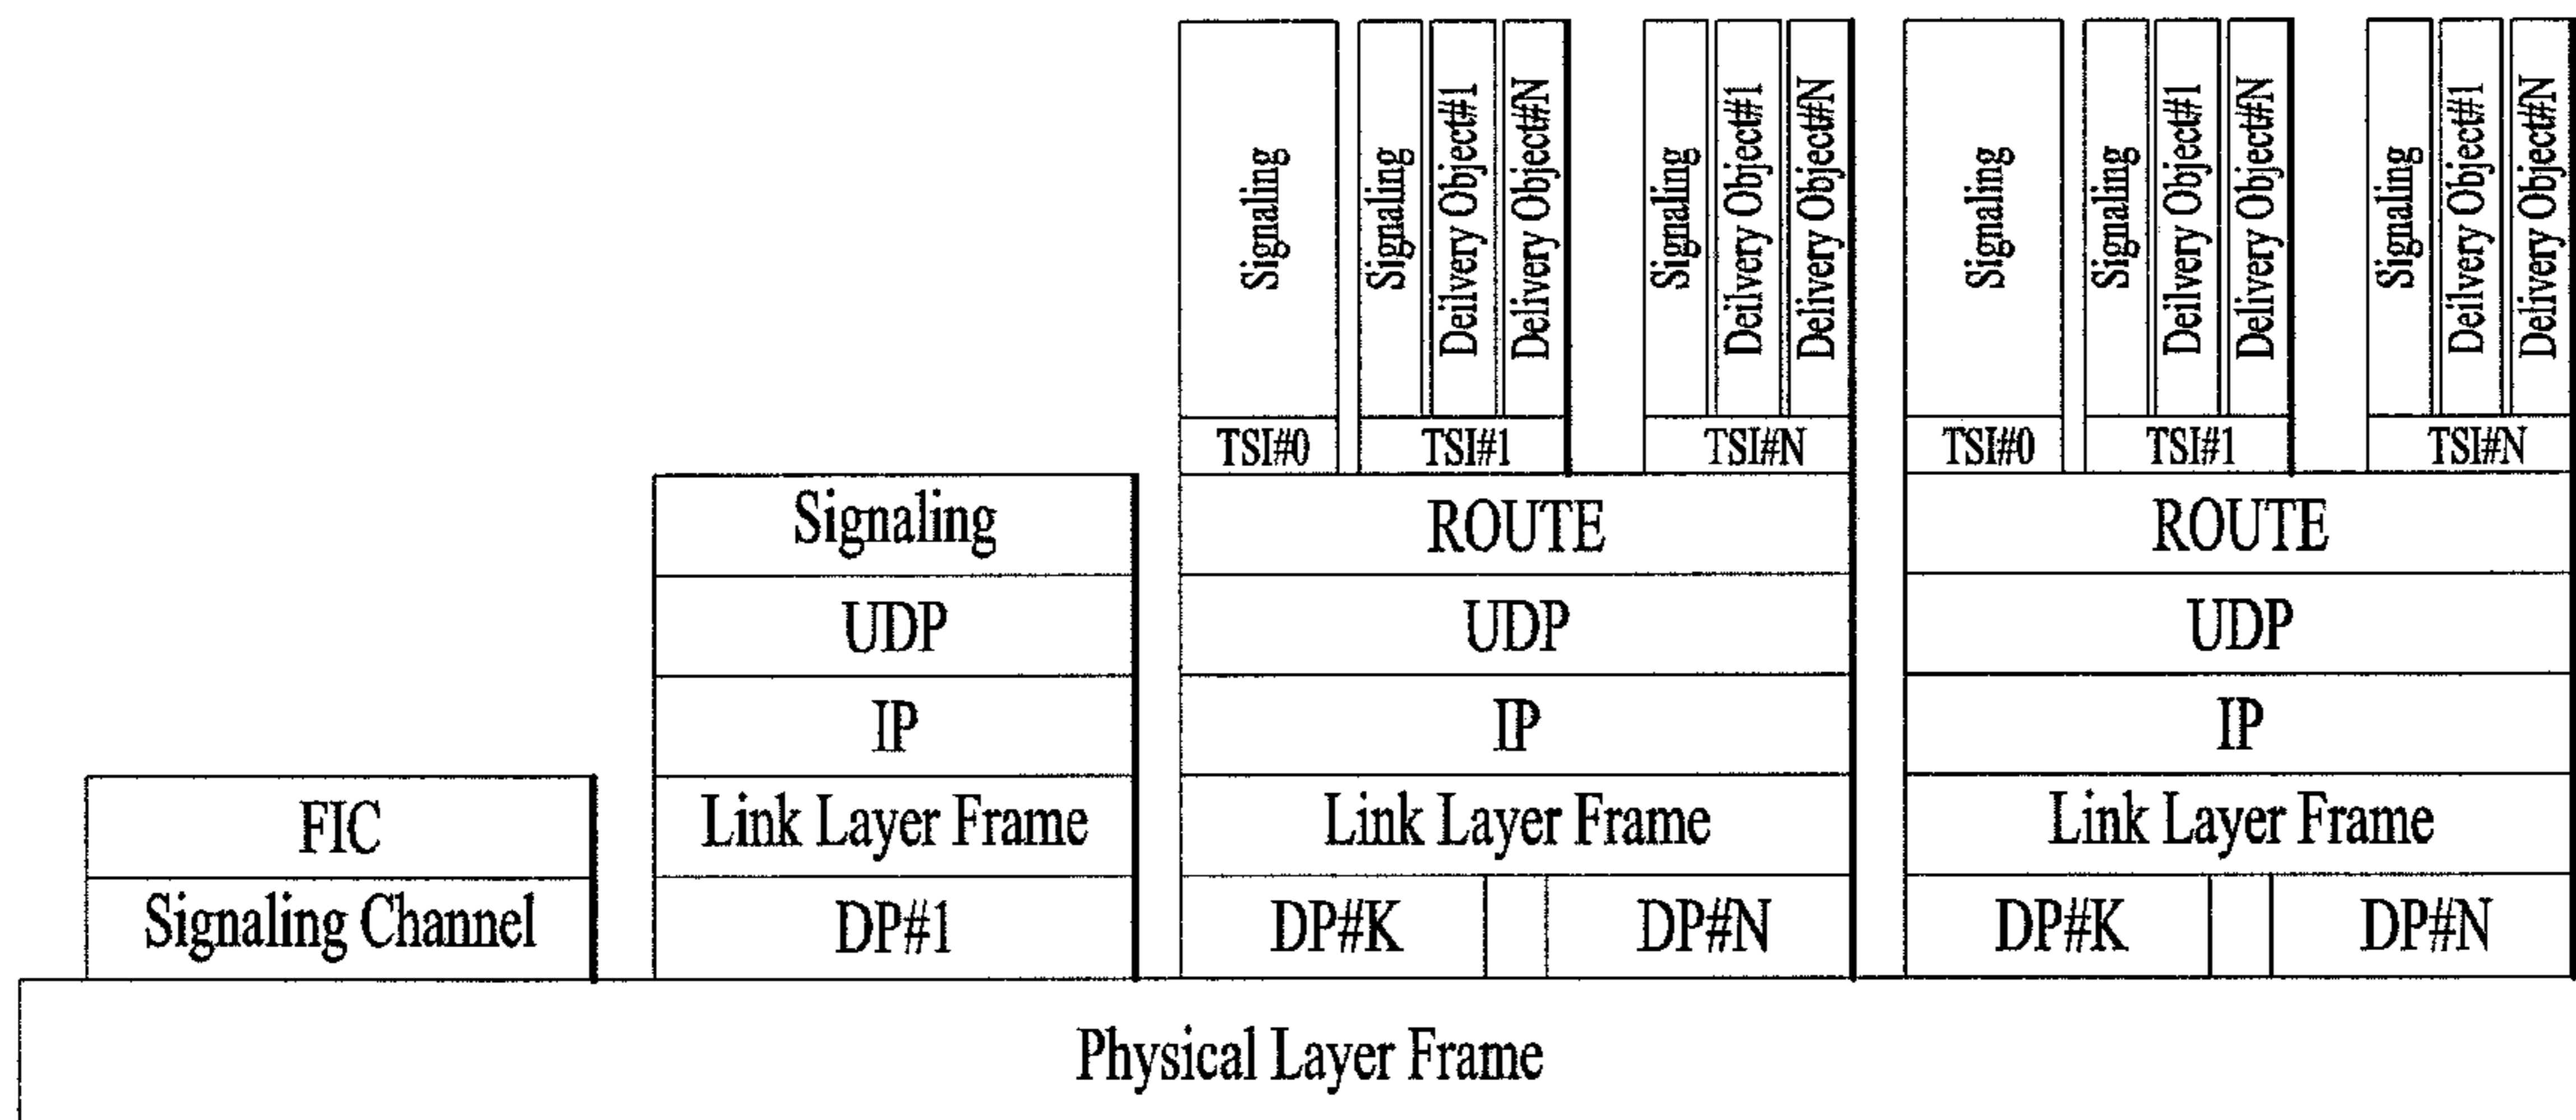 Signaling
Signaling
Deilvery Object#1
Delivery Object#N
Signaling
Deilvery Object#1
Delivery Object#N
Signaling
Signaling
Deilvery Object#1
Delivery Object#N
Signaling
Deilvery Object#1
Delivery Object#N
TSI#0 TSI#1 TSI#N TSI#0 TSI#1 TSI#N
Signaling ROUTE ROUTE
UDP UDP UDP
IP IP IP
FIC Link Layer Frame Link Layer Frame Link Layer Frame
Signaling Channel DP#1 DP#K DP#N DP#K DP#N
Physical Layer Frame